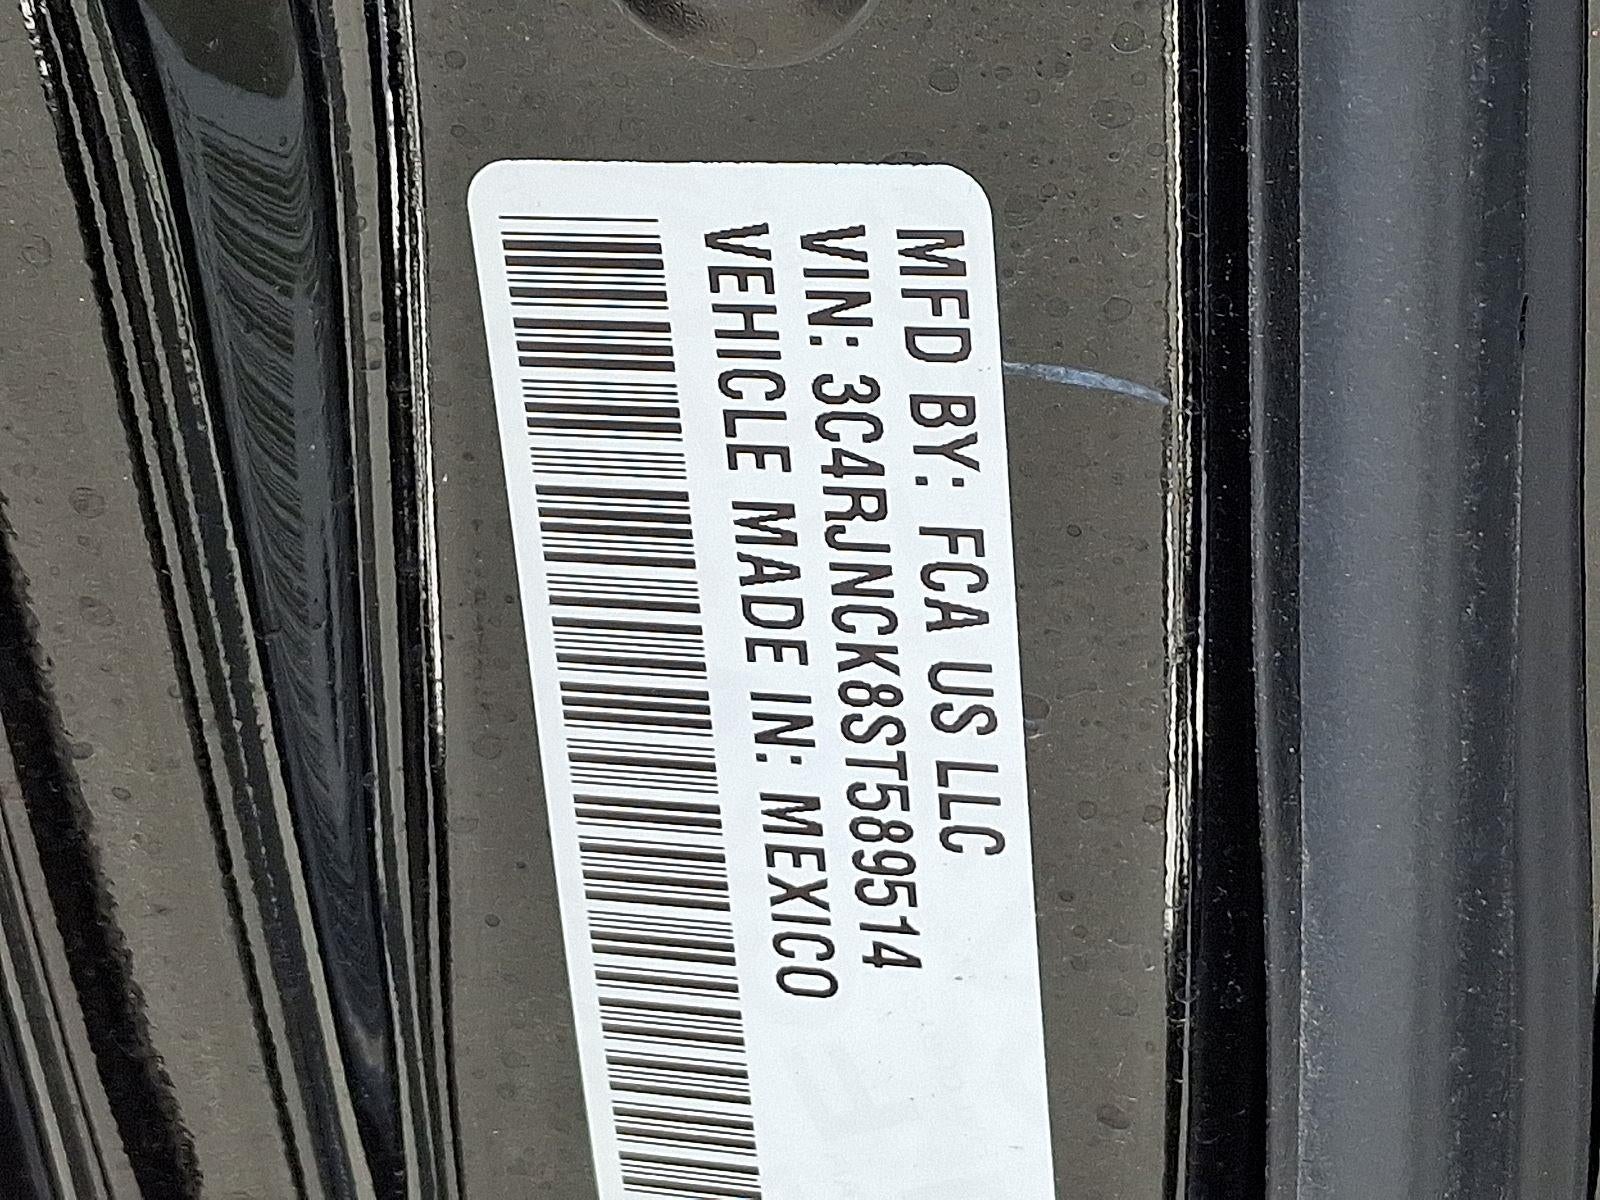 MFD BY: FCA US LLC
VIN: 3C4RJNCK8ST589514
VEHICLE MADE IN: MEXICO